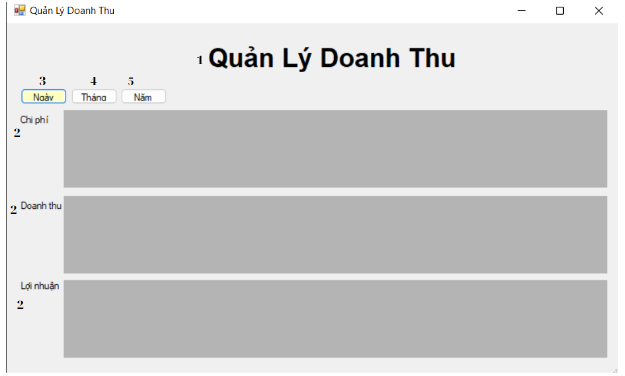 Quản Lý Doanh Thu
1 Quản Lý Doanh Thu
3 4 5
Ngày Tháng Năm
Chi phí
2
2 Doanh thu
Lợi nhuận
2